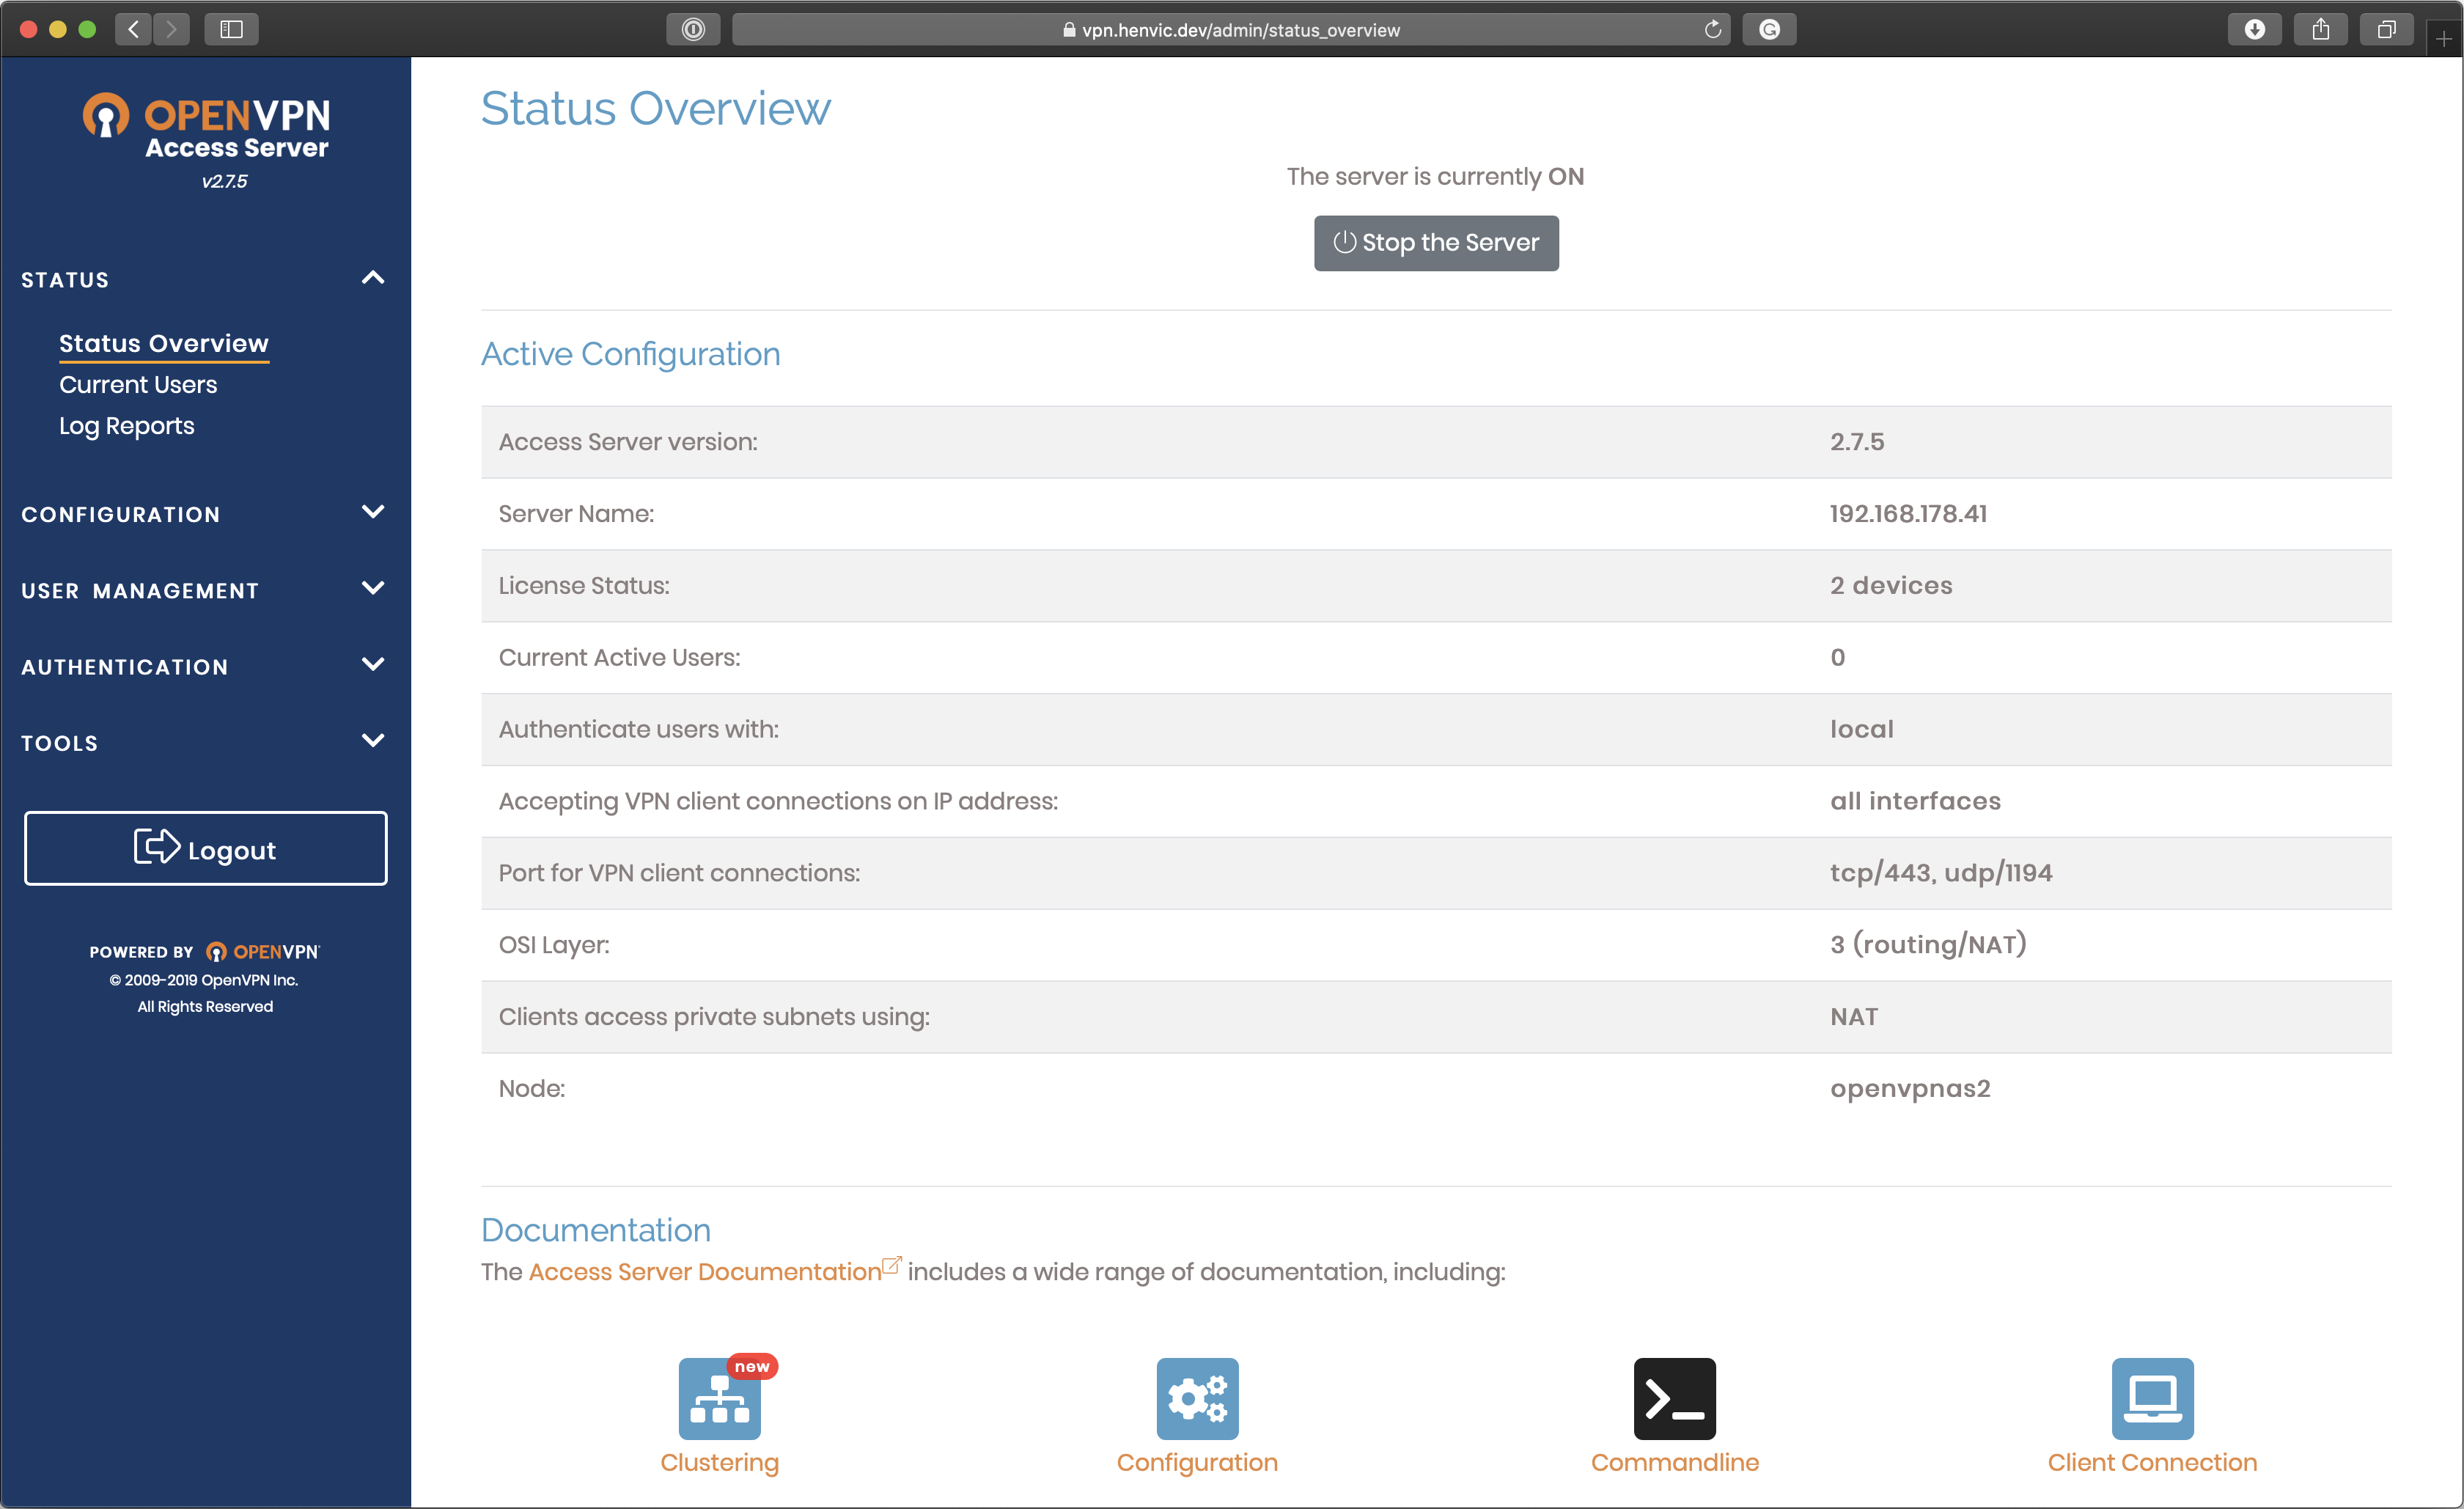 vpn.henvic.dev/admin/status_overview
OPENVPN
Access Server
v2.7.5
STATUS
Status Overview
Current Users
Log Reports
CONFIGURATION
USER MANAGEMENT
AUTHENTICATION
TOOLS
Logout
POWERED BY OPENVPN
© 2009-2019 OpenVPN Inc.
All Rights Reserved
Status Overview
The server is currently ON
Stop the Server
Active Configuration
Access Server version: 2.7.5
Server Name: 192.168.178.41
License Status: 2 devices
Current Active Users: 0
Authenticate users with: local
Accepting VPN client connections on IP address: all interfaces
Port for VPN client connections: tcp/443, udp/1194
OSI Layer: 3 (routing/NAT)
Clients access private subnets using: NAT
Node: openvpnas2
Documentation
The Access Server Documentation includes a wide range of documentation, including:
new
Clustering
Configuration
Commandline
Client Connection